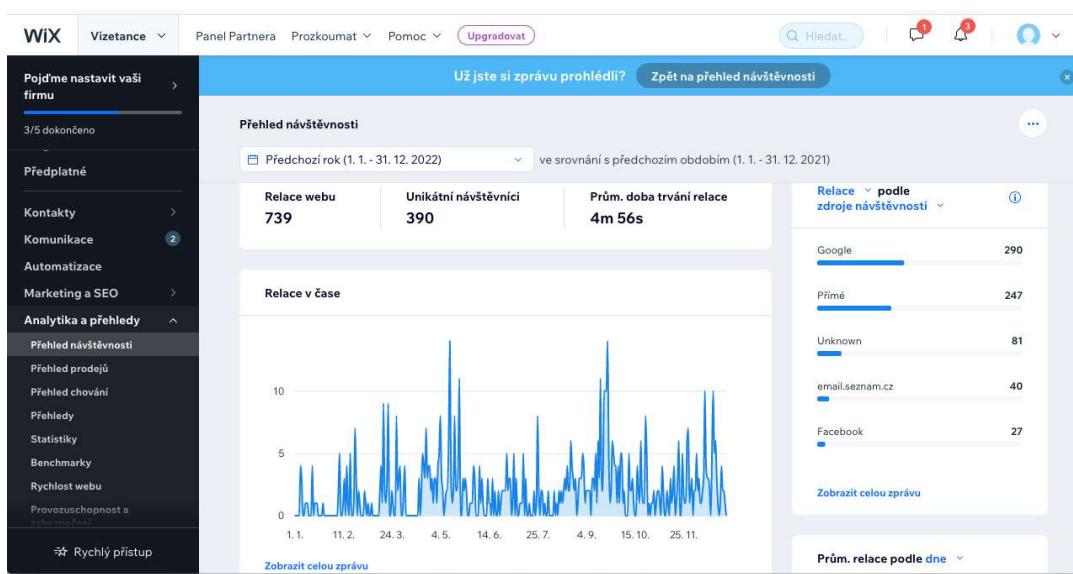 WiX
Vizetance
Panel Partnera
Prozkoumat
Pomoc
Upgradovat
Hledat..
1
3
Pojďme nastavit vaši
firmu
3/5 dokončeno
Předplatné
Kontakty
Komunikace
2
Automatizace
Marketing a SEO
Analytika a přehledy
Přehled návštěvnosti
Přehled prodejů
Přehled chování
Přehledy
Statistiky
Benchmarky
Rychlost webu
Provozuschopnost a
zabezpečení
Rychlý přístup
Už jste si zprávu prohlédli?
Zpět na přehled návštěvnosti
Přehled návštěvnosti
Předchozí rok (1. 1. - 31. 12. 2022)
ve srovnání s předchozím obdobím (1. 1. - 31. 12. 2021)
Relace webu
739
Unikátní návštěvníci
390
Prům. doba trvání relace
4m 56s
Relace v čase
10
5
0
1. 1.
11. 2.
24. 3.
4. 5.
14. 6.
25. 7.
4. 9.
15. 10.
25. 11.
Zobrazit celou zprávu
Relace podle
zdroje návštěvnosti
Google 290
Přímé 247
Unknown 81
email.seznam.cz 40
Facebook 27
Zobrazit celou zprávu
Prům. relace podle dne